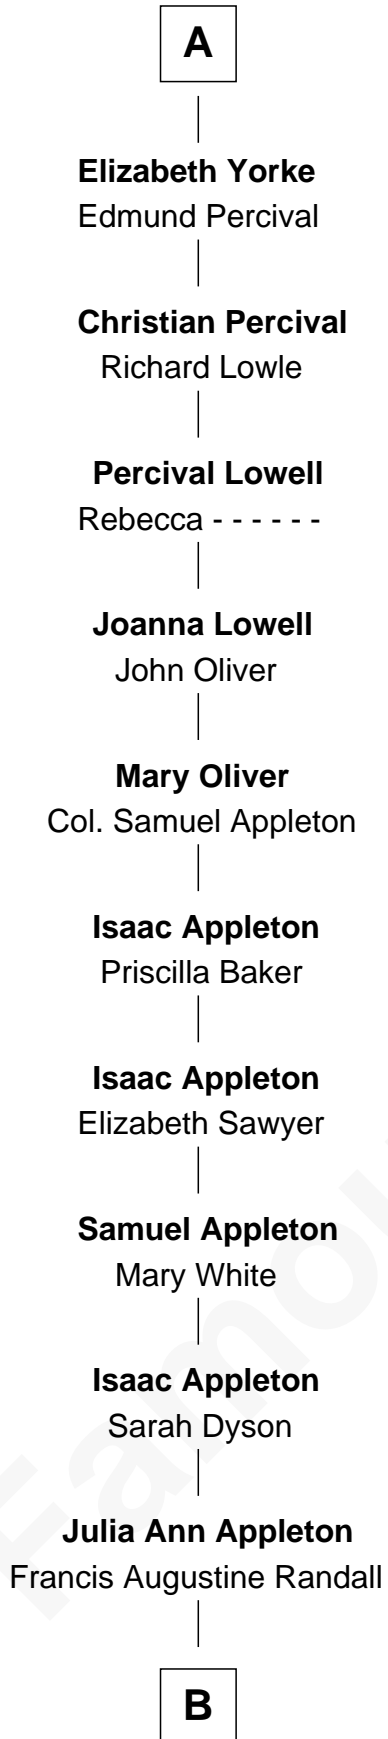 A
Elizabeth Yorke
Edmund Percival
Christian Percival
Richard Lowle
Percival Lowell
Rebecca - - - - - -
Joanna Lowell
John Oliver
Mary Oliver
Col. Samuel Appleton
Isaac Appleton
Priscilla Baker
Isaac Appleton
Elizabeth Sawyer
Samuel Appleton
Mary White
Isaac Appleton
Sarah Dyson
Julia Ann Appleton
Francis Augustine Randall
B